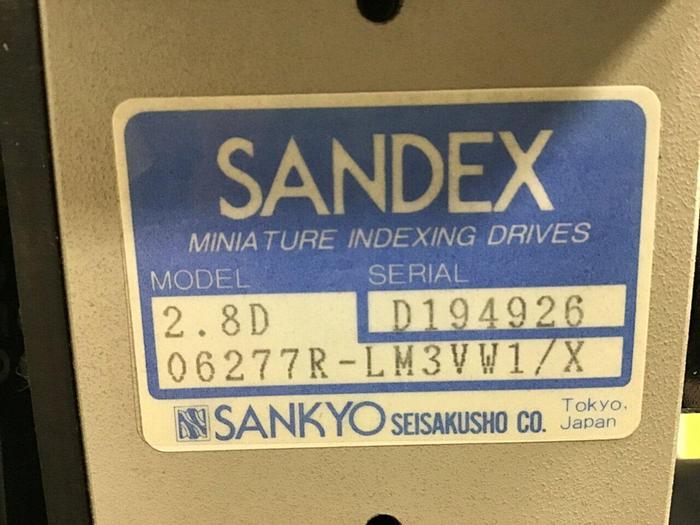 SANDEX
MINIATURE INDEXING DRIVES
MODEL SERIAL
2.8D D194926
06277R-LM3VW1/X
SANKYO SEISAKUSHO CO. Tokyo,
Japan